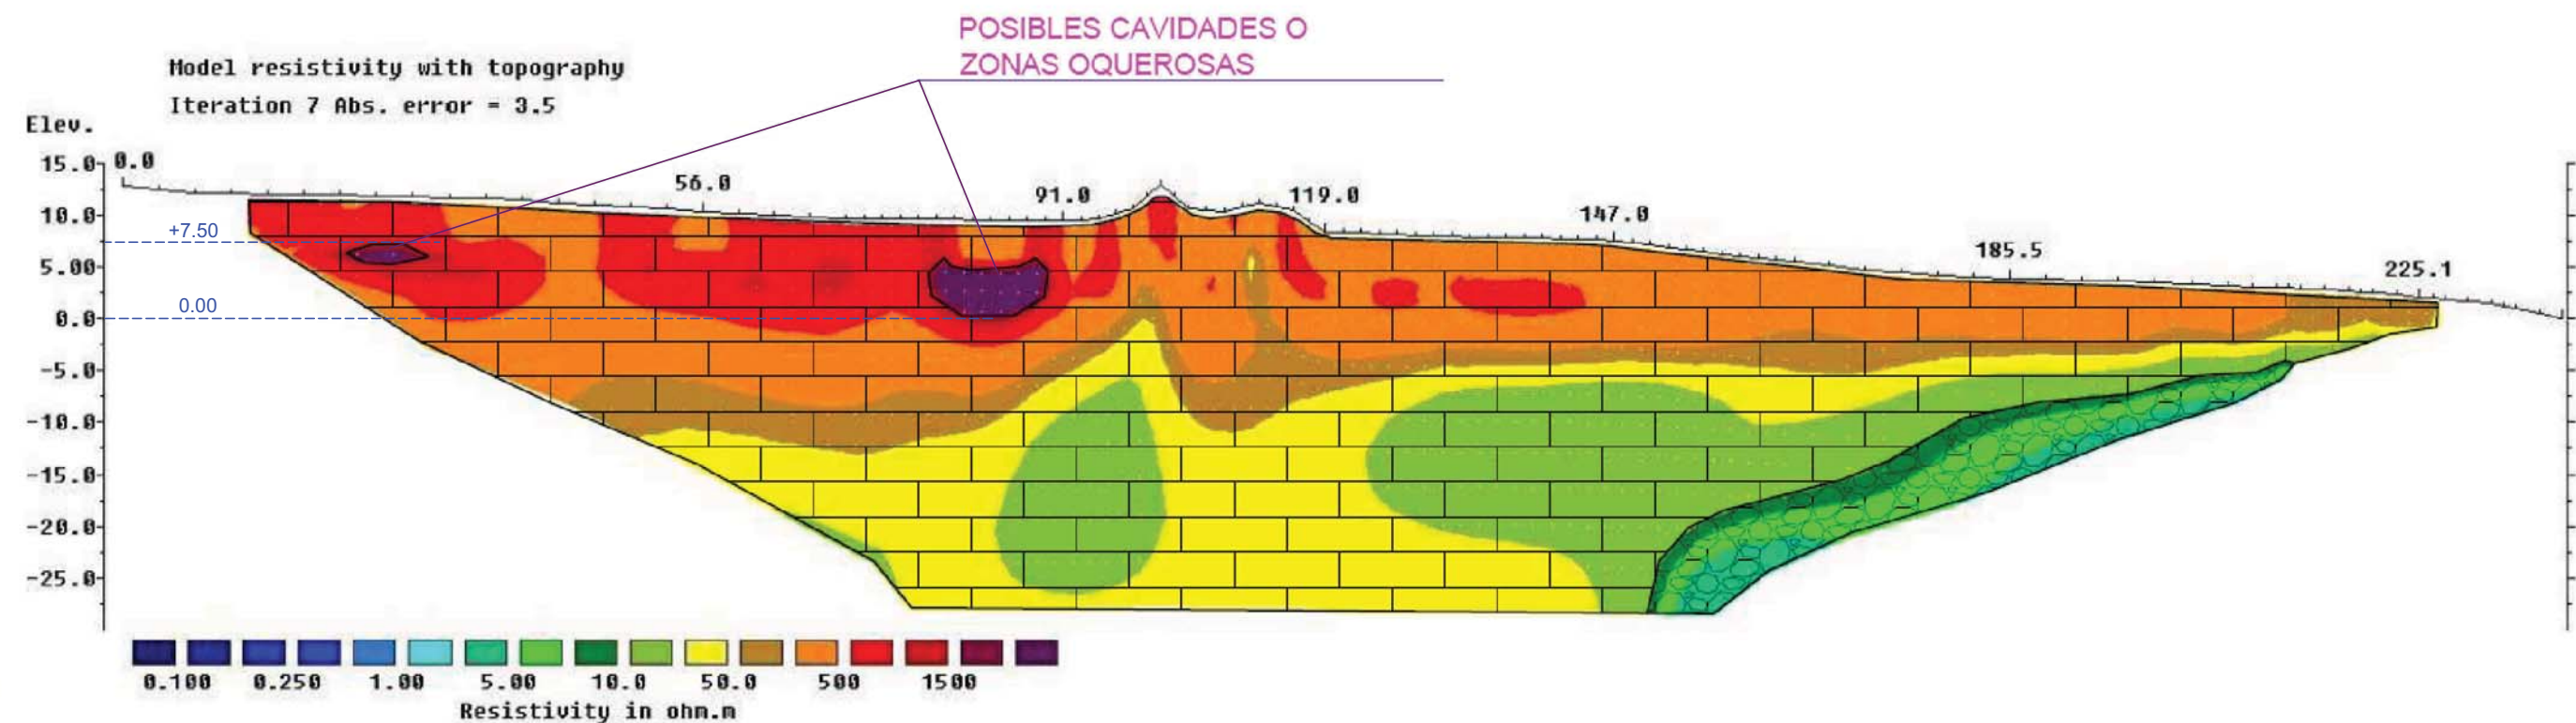 POSIBLES CAVIDADES O
ZONAS OQUEROSAS
Model resistivity with topography
Iteration 7 Abs. error = 3.5
Elev.
15.0 0.0
56.0
91.0
119.0
147.0
185.5
225.1
10.0
+7.50
5.00
0.00
0.0
-5.0
-10.0
-15.0
-20.0
-25.0
0.100 0.250 1.00 5.00 10.0 50.0 500 1500
Resistivity in ohm.m